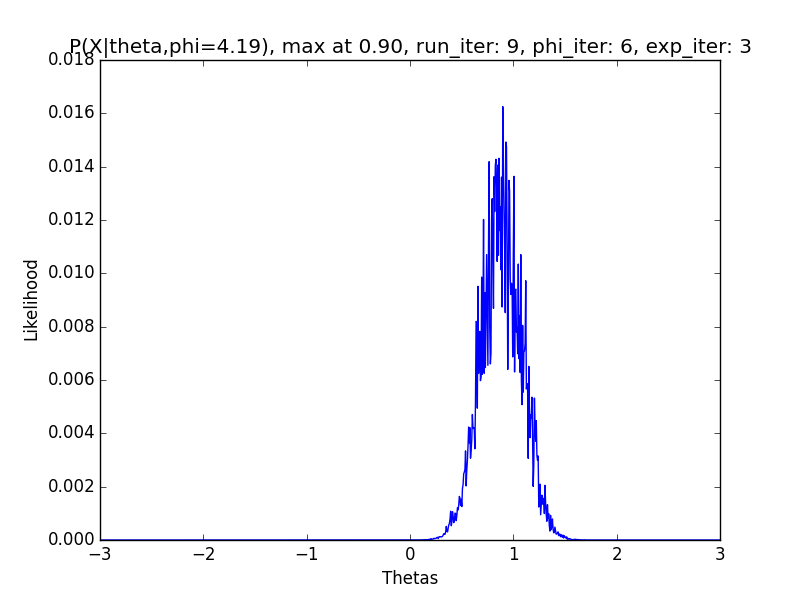 P(X|theta,phi=4.19), max at 0.90, run_iter: 9, phi_iter: 6, exp_iter: 3
0.018
0.016
0.014
0.012
0.010
0.008
0.006
0.004
0.002
0.000
Likelihood
−3 −2 −1 0 1 2 3
Thetas